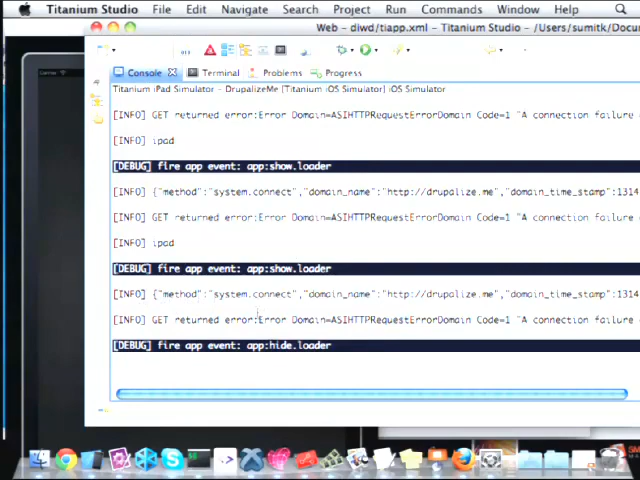 Titanium Studio File Edit Navigate Search Project Run Commands Window Help
Web - diwd/tiapp.xml - Titanium Studio - /Users/sumitk/Docu
Console Terminal Problems Progress
Titanium iPad Simulator - DrupalizeMe [Titanium iOS Simulator] iOS Simulator
[INFO] GET returned error:Error Domain=ASIHTTPRequestErrorDomain Code=1 "A connection failure
[INFO] ipad
[DEBUG] fire app event: app:show.loader
[INFO] {"method":"system.connect","domain_name":"http://drupalize.me","domain_time_stamp":1314
[INFO] GET returned error:Error Domain=ASIHTTPRequestErrorDomain Code=1 "A connection failure
[INFO] ipad
[DEBUG] fire app event: app:show.loader
[INFO] {"method":"system.connect","domain_name":"http://drupalize.me","domain_time_stamp":1314
[INFO] GET returned error:Error Domain=ASIHTTPRequestErrorDomain Code=1 "A connection failure
[DEBUG] fire app event: app:hide.loader